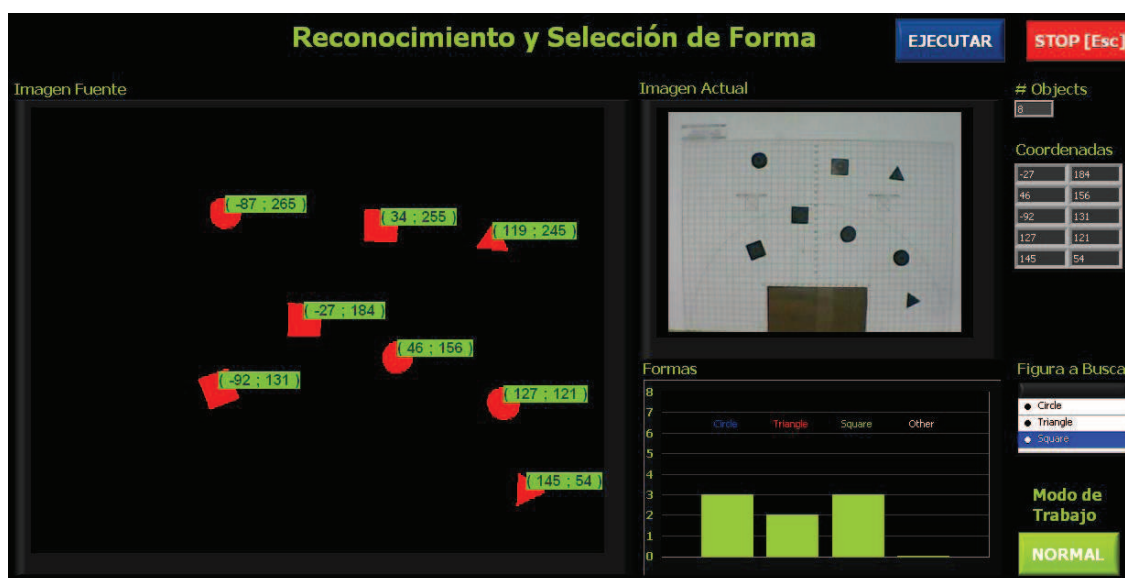 Reconocimiento y Selección de Forma
EJECUTAR
STOP [Esc]
Imagen Fuente
( -87 ; 265 )
( 34 ; 255 )
( 119 ; 245 )
( -27 ; 184 )
( 46 ; 156 )
( -92 ; 131 )
( 127 ; 121 )
( 145 ; 54 )
Imagen Actual
# Objects
8
Coordenadas
-27 184
46 156
-92 131
127 121
145 54
Formas
8
7
6
5
4
3
2
1
0
Circle Triangle Square Other
Figura a Busca
Circle
Triangle
Square
Modo de
Trabajo
NORMAL